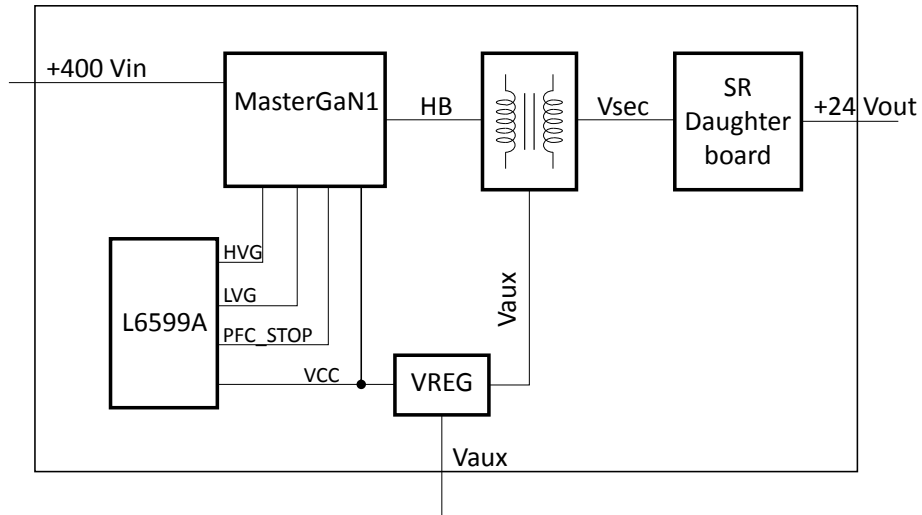 +400 Vin
MasterGaN1
HB
Vsec
SR
Daughter
board
+24 Vout
HVG
LVG
L6599A
PFC_STOP
VCC
VREG
Vaux
Vaux